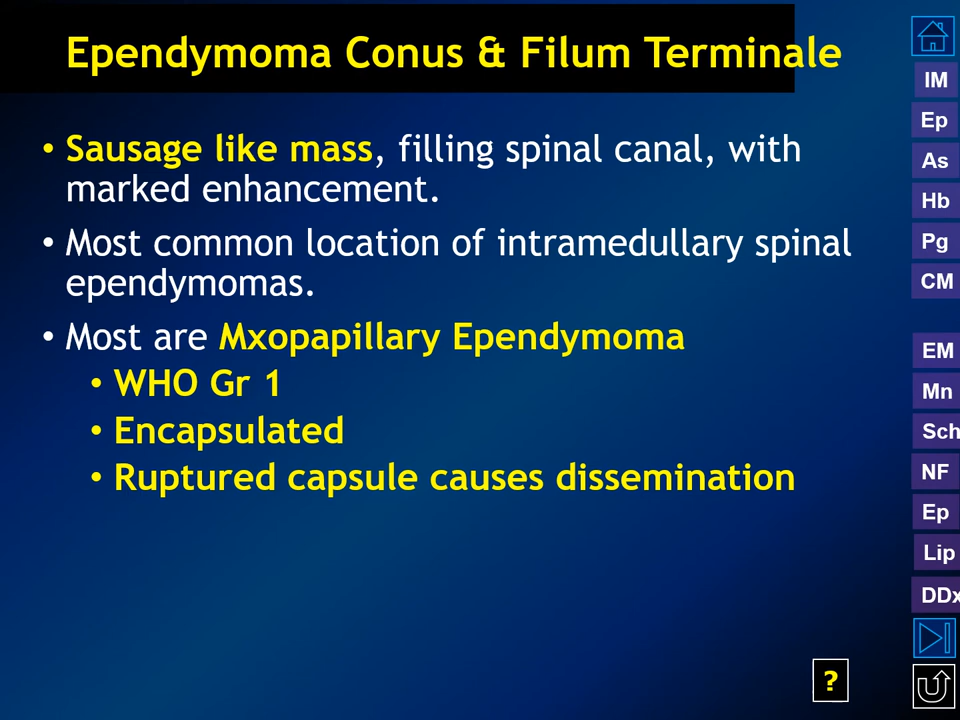 Ependymoma Conus & Filum Terminale
• Sausage like mass, filling spinal canal, with
marked enhancement.
• Most common location of intramedullary spinal
ependymomas.
• Most are Mxopapillary Ependymoma
• WHO Gr 1
• Encapsulated
• Ruptured capsule causes dissemination
IM
Ep
As
Hb
Pg
CM
EM
Mn
Sch
NF
Ep
Lip
DDx
?